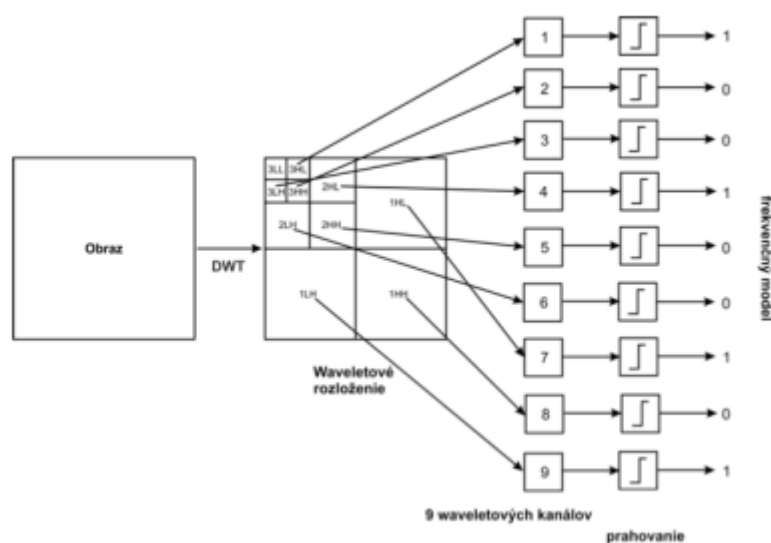 Obraz
DWT
3LL 3HL
3LH 3HH
2HL
2LH 2HH
1HL
1LH 1HH
Waveletové
rozloženie
1 1
2 0
3 0
4 1
5 0
6 0
7 1
8 0
9 1
9 waveletových kanálov
prahovanie
frekvenčný model